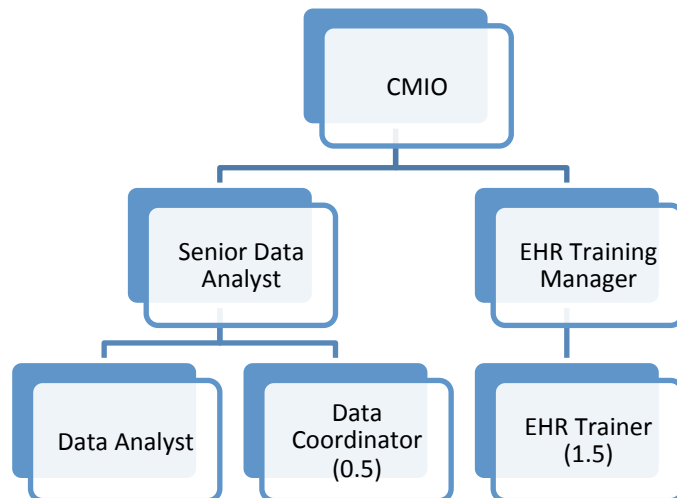 CMIO
Senior Data
Analyst
EHR Training
Manager
Data Analyst
Data
Coordinator
(0.5)
EHR Trainer
(1.5)